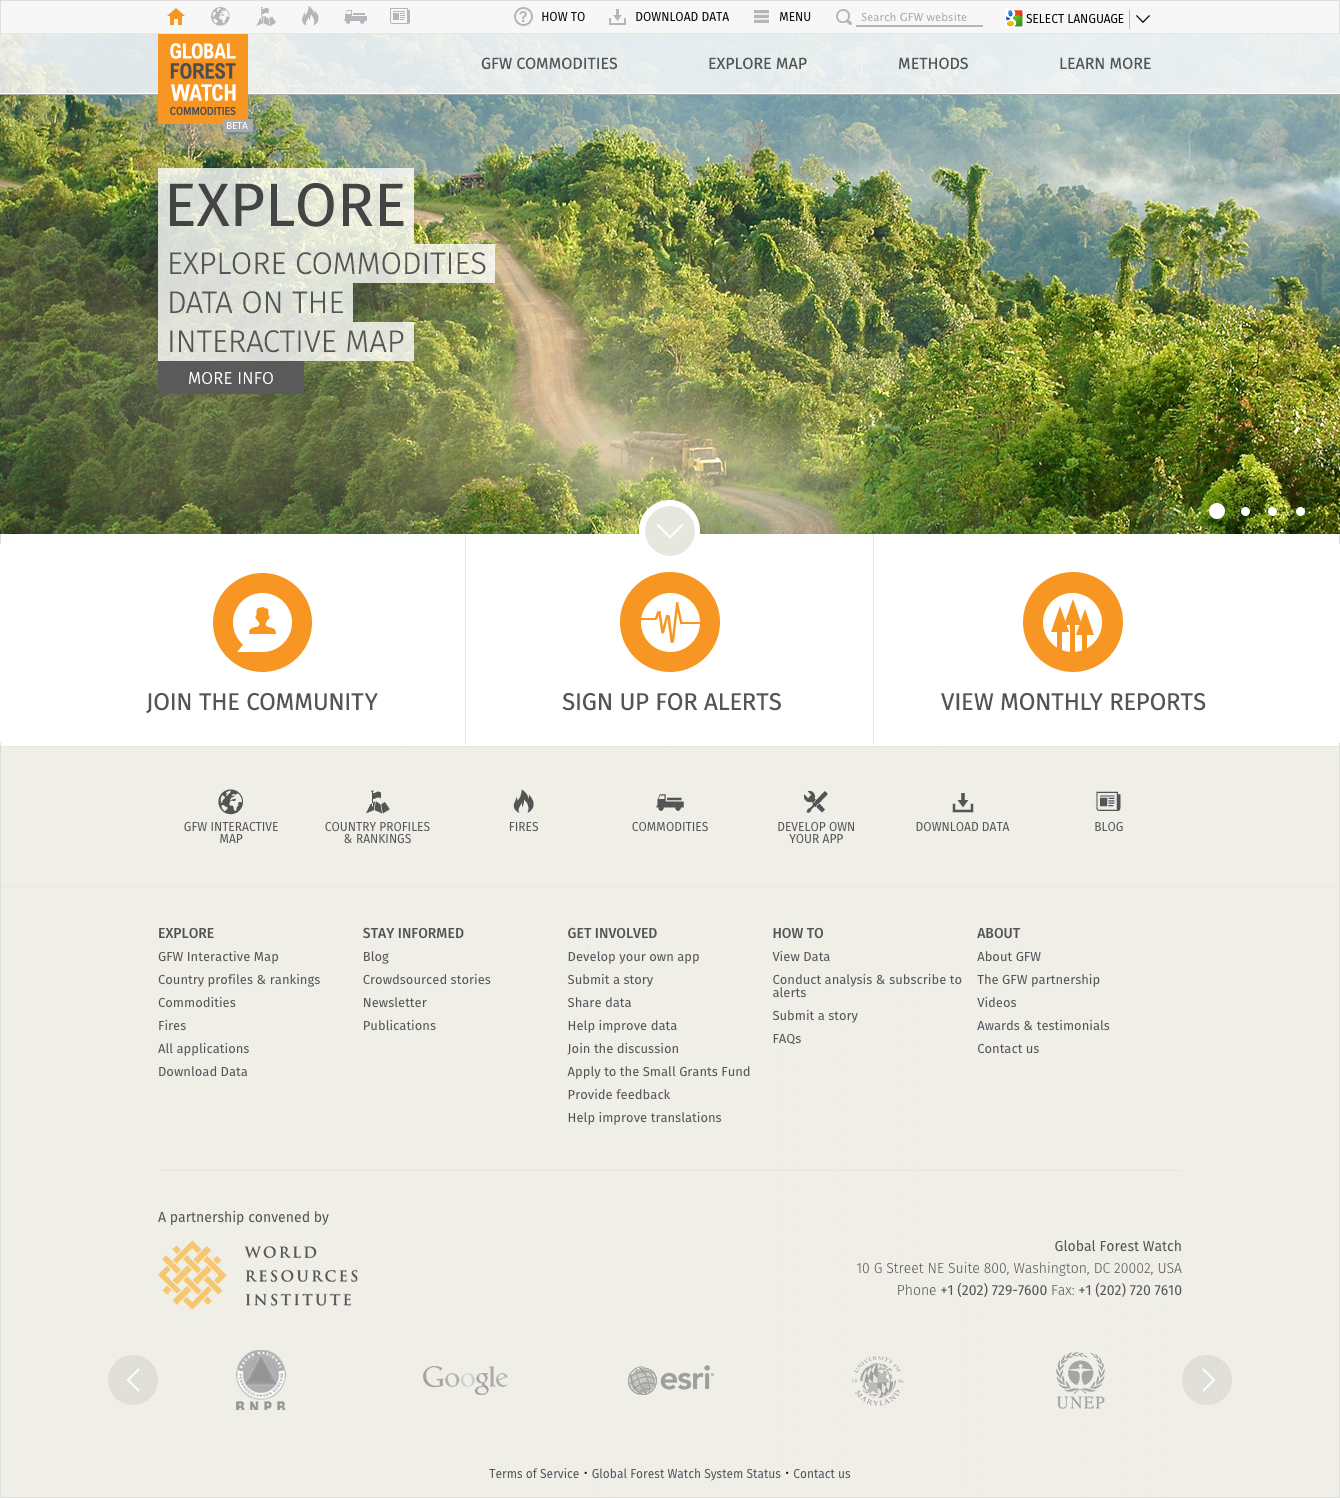 HOW TO
DOWNLOAD DATA
MENU
Search GFW website
SELECT LANGUAGE
GLOBAL
FOREST
WATCH
COMMODITIES
BETA
GFW COMMODITIES
EXPLORE MAP
METHODS
LEARN MORE
EXPLORE
EXPLORE COMMODITIES
DATA ON THE
INTERACTIVE MAP
MORE INFO
JOIN THE COMMUNITY
SIGN UP FOR ALERTS
VIEW MONTHLY REPORTS
GFW INTERACTIVE
MAP
COUNTRY PROFILES
& RANKINGS
FIRES
COMMODITIES
DEVELOP OWN
YOUR APP
DOWNLOAD DATA
BLOG
EXPLORE
GFW Interactive Map
Country profiles & rankings
Commodities
Fires
All applications
Download Data
STAY INFORMED
Blog
Crowdsourced stories
Newsletter
Publications
GET INVOLVED
Develop your own app
Submit a story
Share data
Help improve data
Join the discussion
Apply to the Small Grants Fund
Provide feedback
Help improve translations
HOW TO
View Data
Conduct analysis & subscribe to
alerts
Submit a story
FAQs
ABOUT
About GFW
The GFW partnership
Videos
Awards & testimonials
Contact us
A partnership convened by
WORLD
RESOURCES
INSTITUTE
Global Forest Watch
10 G Street NE Suite 800, Washington, DC 20002, USA
Phone +1 (202) 729-7600 Fax: +1 (202) 720 7610
BNPB
Google
esri
UNIVERSITY OF
MARYLAND
UNEP
Terms of Service • Global Forest Watch System Status • Contact us